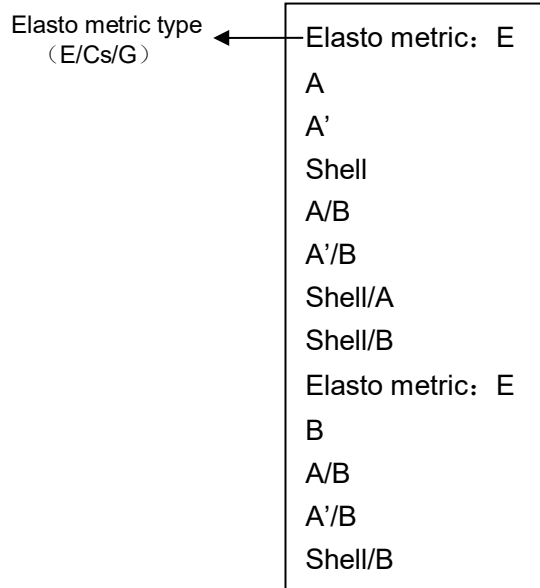 Elasto metric type
（E/Cs/G）
Elasto metric：E
A
A’
Shell
A/B
A’/B
Shell/A
Shell/B
Elasto metric：E
B
A/B
A’/B
Shell/B